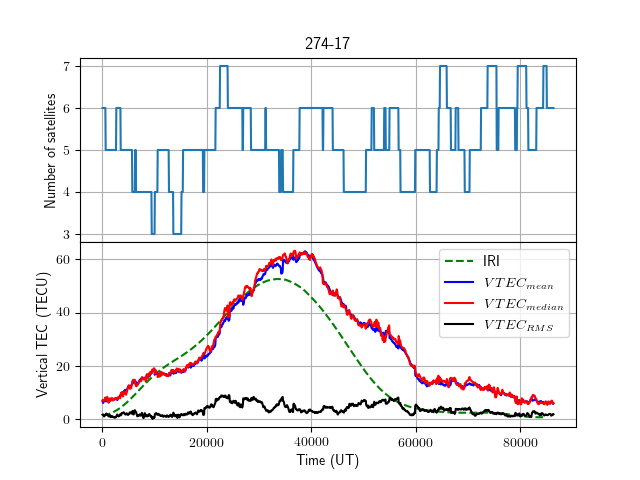 274-17
7
6
5
4
3
Number of satellites
60
40
20
0
Vertical TEC (TECU)
IRI
VTEC_mean
VTEC_median
VTEC_RMS
0 20000 40000 60000 80000
Time (UT)